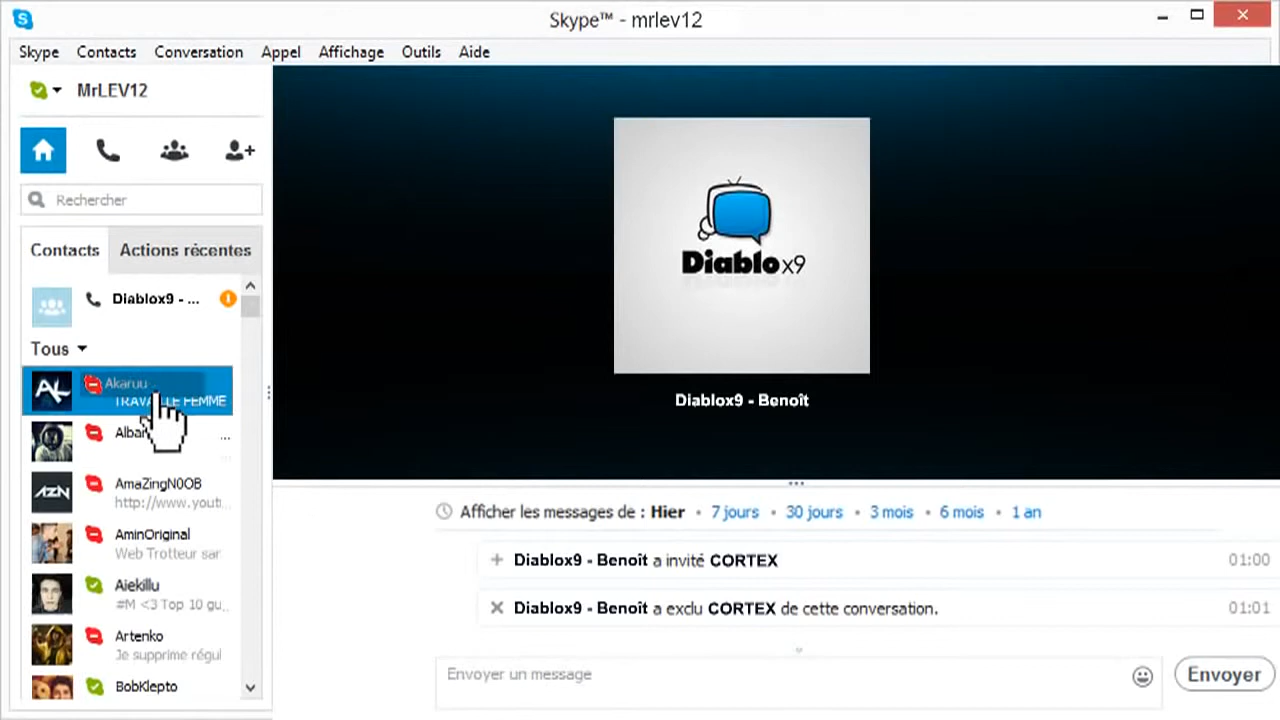 Skype™ - mrlev12
Skype Contacts Conversation Appel Affichage Outils Aide
MrLEV12
Rechercher
Contacts Actions récentes
Diablox9 - ...
Tous
Akaruu
FEMME
AmaZingN0OB
http://www.youtu
AminOriginal
Web Trotteur sar
Aiekillu
#M <3 Top 10 gu...
Artenko
Je supprime régul
BobKlepto
Diablo x9
Diablox9 - Benoît
Afficher les messages de : Hier • 7 jours • 30 jours • 3 mois • 6 mois • 1 an
+ Diablox9 - Benoît a invité CORTEX 01:00
× Diablox9 - Benoît a exclu CORTEX de cette conversation. 01:01
Envoyer un message
Envoyer